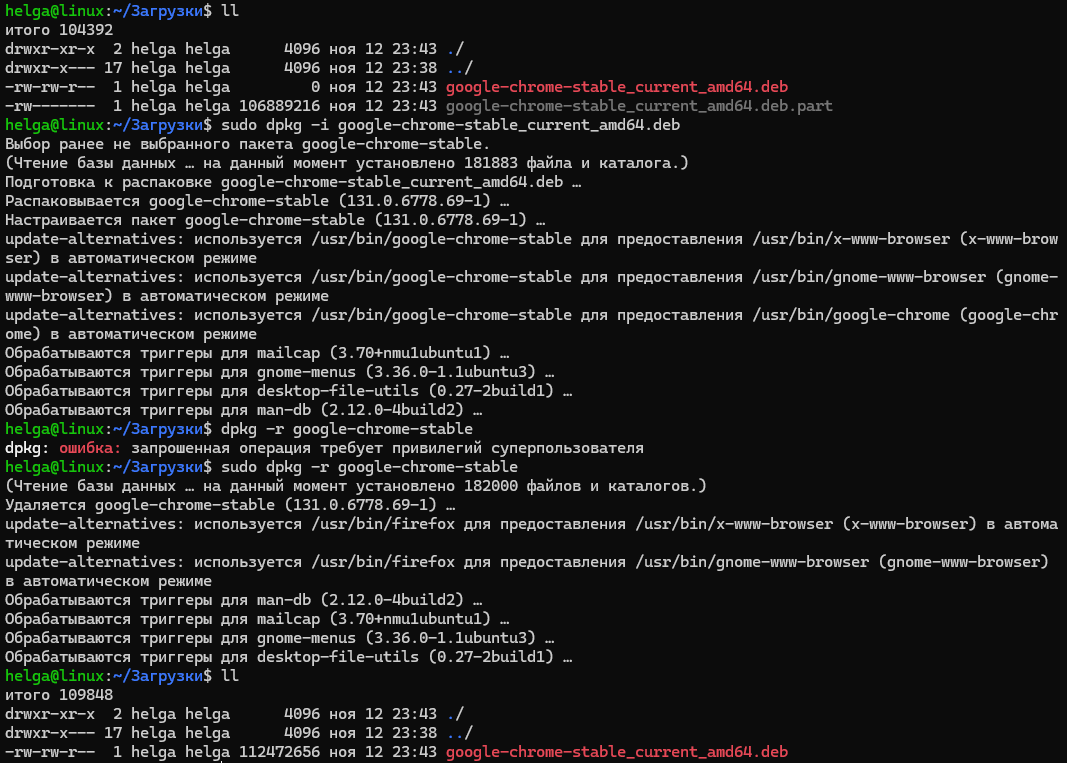 helga@linux:~/Загрузки$ ll
итого 104392
drwxr-xr-x  2 helga helga      4096 ноя 12 23:43 ./
drwxr-x--- 17 helga helga      4096 ноя 12 23:38 ../
-rw-rw-r--  1 helga helga         0 ноя 12 23:43 google-chrome-stable_current_amd64.deb
-rw-------  1 helga helga 106889216 ноя 12 23:43 google-chrome-stable_current_amd64.deb.part
helga@linux:~/Загрузки$ sudo dpkg -i google-chrome-stable_current_amd64.deb
Выбор ранее не выбранного пакета google-chrome-stable.
(Чтение базы данных … на данный момент установлено 181883 файла и каталога.)
Подготовка к распаковке google-chrome-stable_current_amd64.deb …
Распаковывается google-chrome-stable (131.0.6778.69-1) …
Настраивается пакет google-chrome-stable (131.0.6778.69-1) …
update-alternatives: используется /usr/bin/google-chrome-stable для предоставления /usr/bin/x-www-browser (x-www-brow
ser) в автоматическом режиме
update-alternatives: используется /usr/bin/google-chrome-stable для предоставления /usr/bin/gnome-www-browser (gnome-
www-browser) в автоматическом режиме
update-alternatives: используется /usr/bin/google-chrome-stable для предоставления /usr/bin/google-chrome (google-chr
ome) в автоматическом режиме
Обрабатываются триггеры для mailcap (3.70+nmu1ubuntu1) …
Обрабатываются триггеры для gnome-menus (3.36.0-1.1ubuntu3) …
Обрабатываются триггеры для desktop-file-utils (0.27-2build1) …
Обрабатываются триггеры для man-db (2.12.0-4build2) …
helga@linux:~/Загрузки$ dpkg -r google-chrome-stable
dpkg: ошибка: запрошенная операция требует привилегий суперпользователя
helga@linux:~/Загрузки$ sudo dpkg -r google-chrome-stable
(Чтение базы данных … на данный момент установлено 182000 файлов и каталогов.)
Удаляется google-chrome-stable (131.0.6778.69-1) …
update-alternatives: используется /usr/bin/firefox для предоставления /usr/bin/x-www-browser (x-www-browser) в автома
тическом режиме
update-alternatives: используется /usr/bin/firefox для предоставления /usr/bin/gnome-www-browser (gnome-www-browser)
в автоматическом режиме
Обрабатываются триггеры для man-db (2.12.0-4build2) …
Обрабатываются триггеры для mailcap (3.70+nmu1ubuntu1) …
Обрабатываются триггеры для gnome-menus (3.36.0-1.1ubuntu3) …
Обрабатываются триггеры для desktop-file-utils (0.27-2build1) …
helga@linux:~/Загрузки$ ll
итого 109848
drwxr-xr-x  2 helga helga      4096 ноя 12 23:43 ./
drwxr-x--- 17 helga helga      4096 ноя 12 23:38 ../
-rw-rw-r--  1 helga helga 112472656 ноя 12 23:43 google-chrome-stable_current_amd64.deb